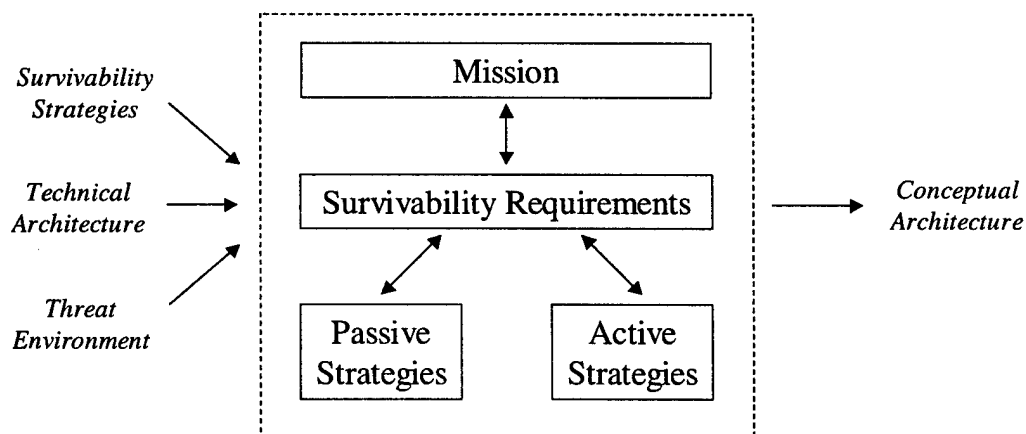 Survivability
Strategies
Technical
Architecture
Threat
Environment
Mission
Survivability Requirements
Passive
Strategies
Active
Strategies
Conceptual
Architecture